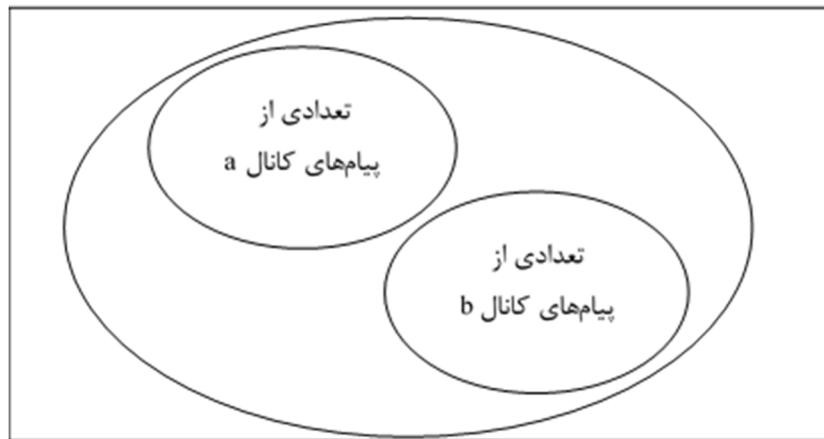 تعدادی از
پیام‌های کانال a
تعدادی از
پیام‌های کانال b